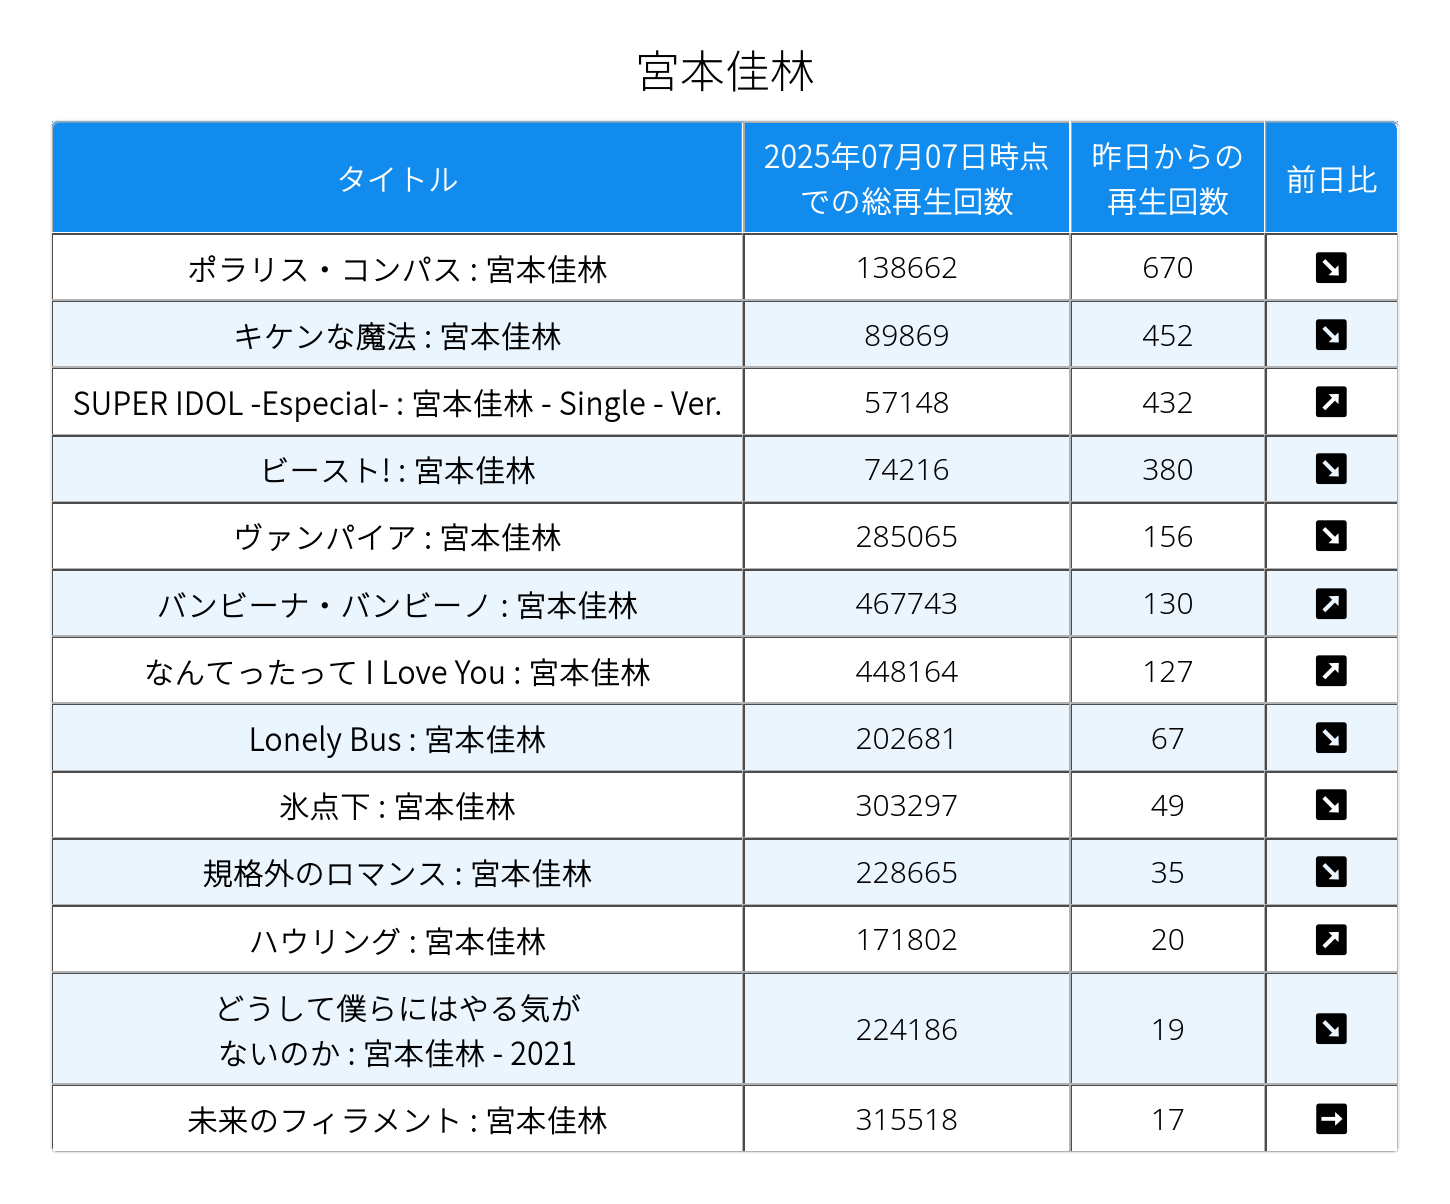 宮本佳林
タイトル
2025年07月07日時点
での総再生回数
昨日からの
再生回数
前日比
ポラリス・コンパス : 宮本佳林 138662 670
キケンな魔法 : 宮本佳林 89869 452
SUPER IDOL -Especial- : 宮本佳林 - Single - Ver. 57148 432
ビースト! : 宮本佳林 74216 380
ヴァンパイア : 宮本佳林 285065 156
バンビーナ・バンビーノ : 宮本佳林 467743 130
なんてったって I Love You : 宮本佳林 448164 127
Lonely Bus : 宮本佳林 202681 67
氷点下 : 宮本佳林 303297 49
規格外のロマンス : 宮本佳林 228665 35
ハウリング : 宮本佳林 171802 20
どうして僕らにはやる気が
ないのか : 宮本佳林 - 2021 224186 19
未来のフィラメント : 宮本佳林 315518 17